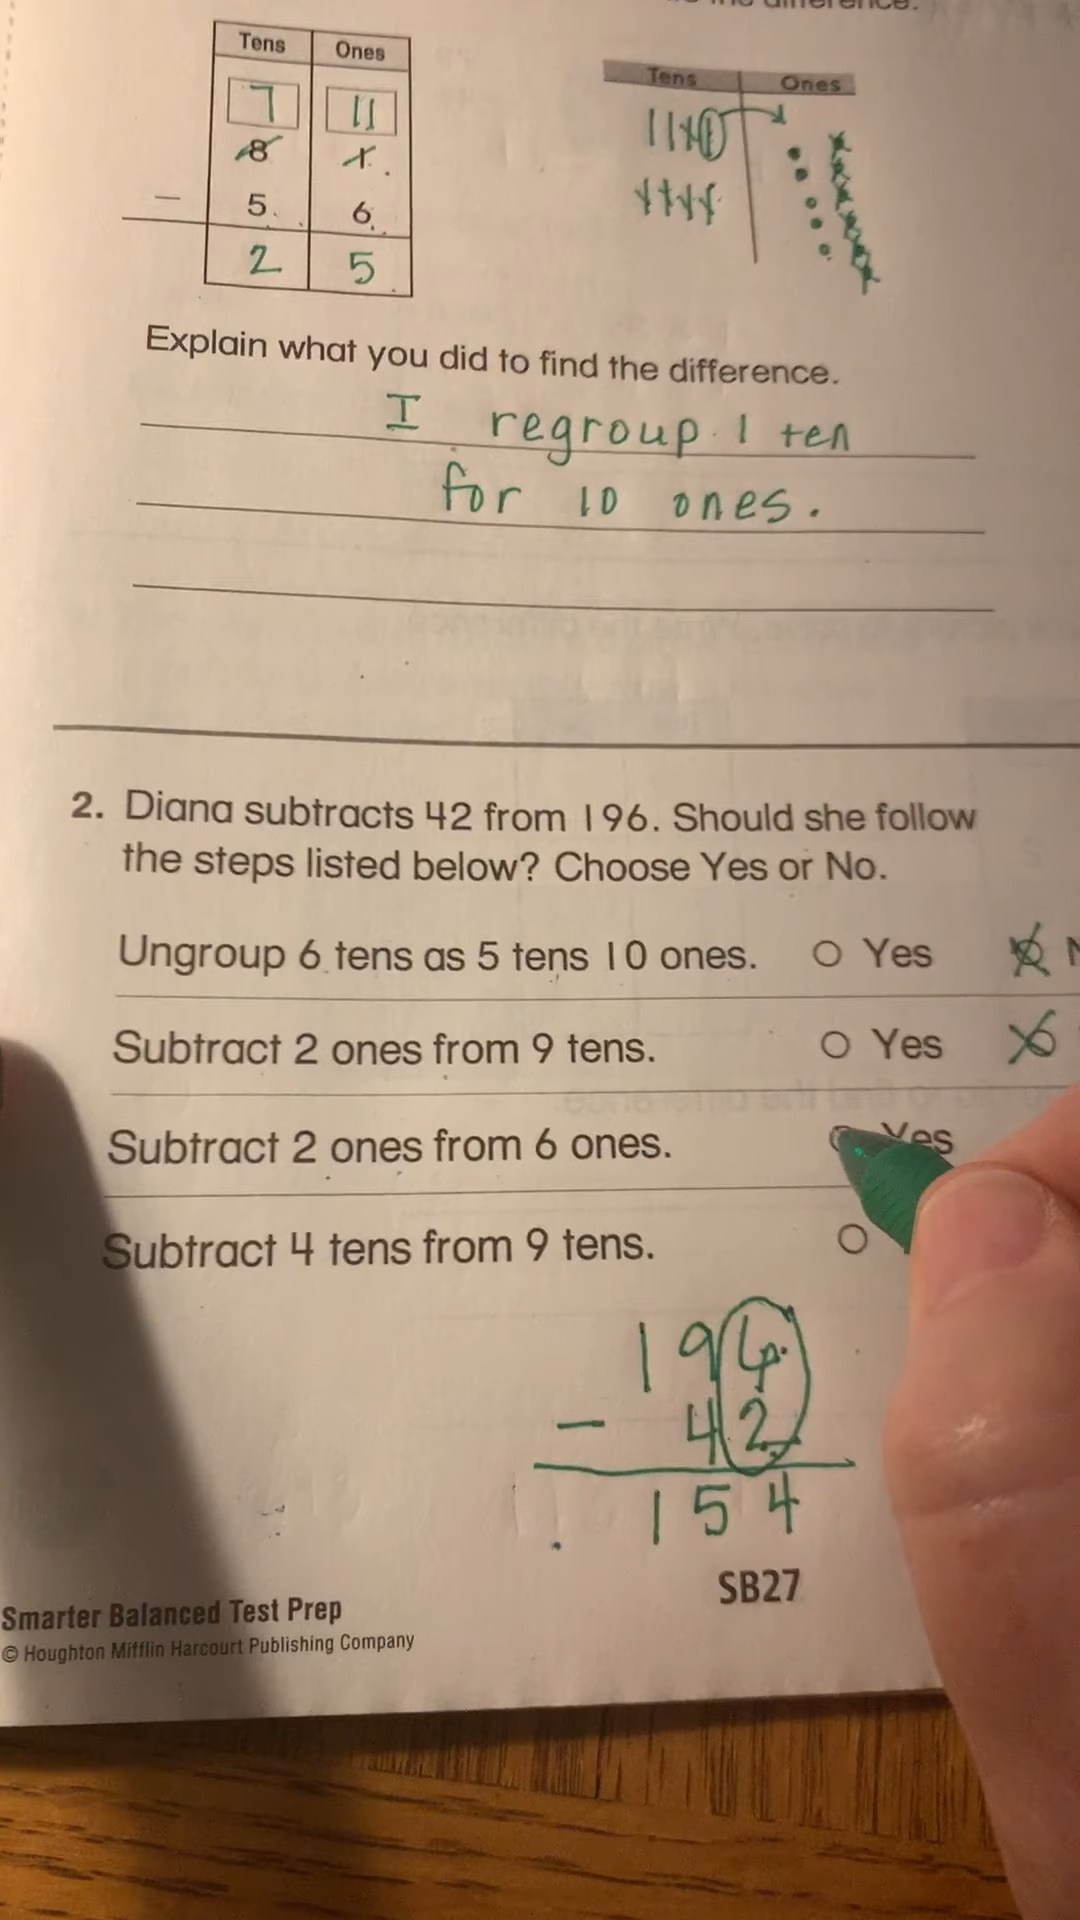 difference.
Tens Ones
7 11
8 1
- 5 6
2 5
Tens Ones
Explain what you did to find the difference.
I regroup 1 ten
for 10 ones.
2. Diana subtracts 42 from 196. Should she follow
the steps listed below? Choose Yes or No.
Ungroup 6 tens as 5 tens 10 ones. Yes
Subtract 2 ones from 9 tens. Yes
Subtract 2 ones from 6 ones. Yes
Subtract 4 tens from 9 tens.
19
- 42
154
SB27
Smarter Balanced Test Prep
© Houghton Mifflin Harcourt Publishing Company